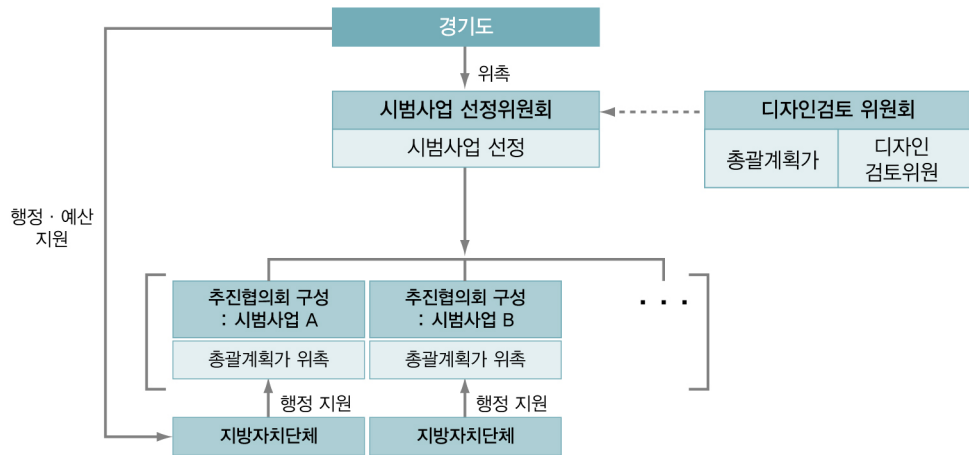 경기도
위촉
시범사업 선정위원회
시범사업 선정
디자인검토 위원회
총괄계획가
디자인
검토위원
행정 · 예산
지원
추진협의회 구성
: 시범사업 A
총괄계획가 위촉
추진협의회 구성
: 시범사업 B
총괄계획가 위촉
. . .
행정 지원
행정 지원
지방자치단체
지방자치단체